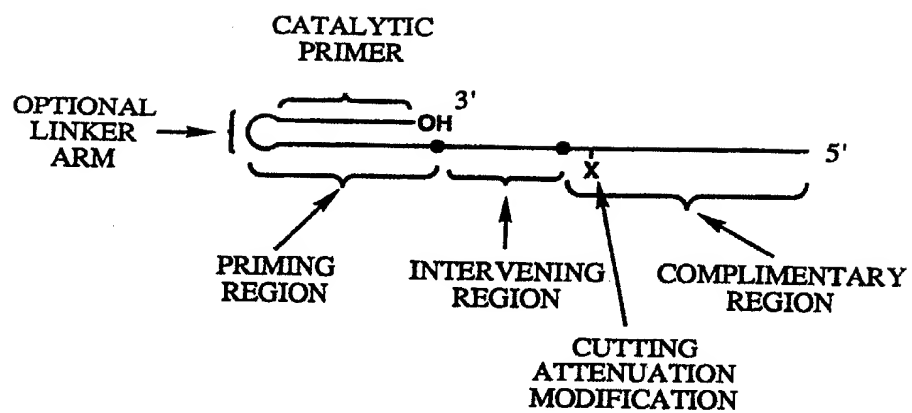 CATALYTIC
PRIMER
OPTIONAL
LINKER
ARM
3'
OH
5'
X
PRIMING
REGION
INTERVENING
REGION
COMPLIMENTARY
REGION
CUTTING
ATTENUATION
MODIFICATION